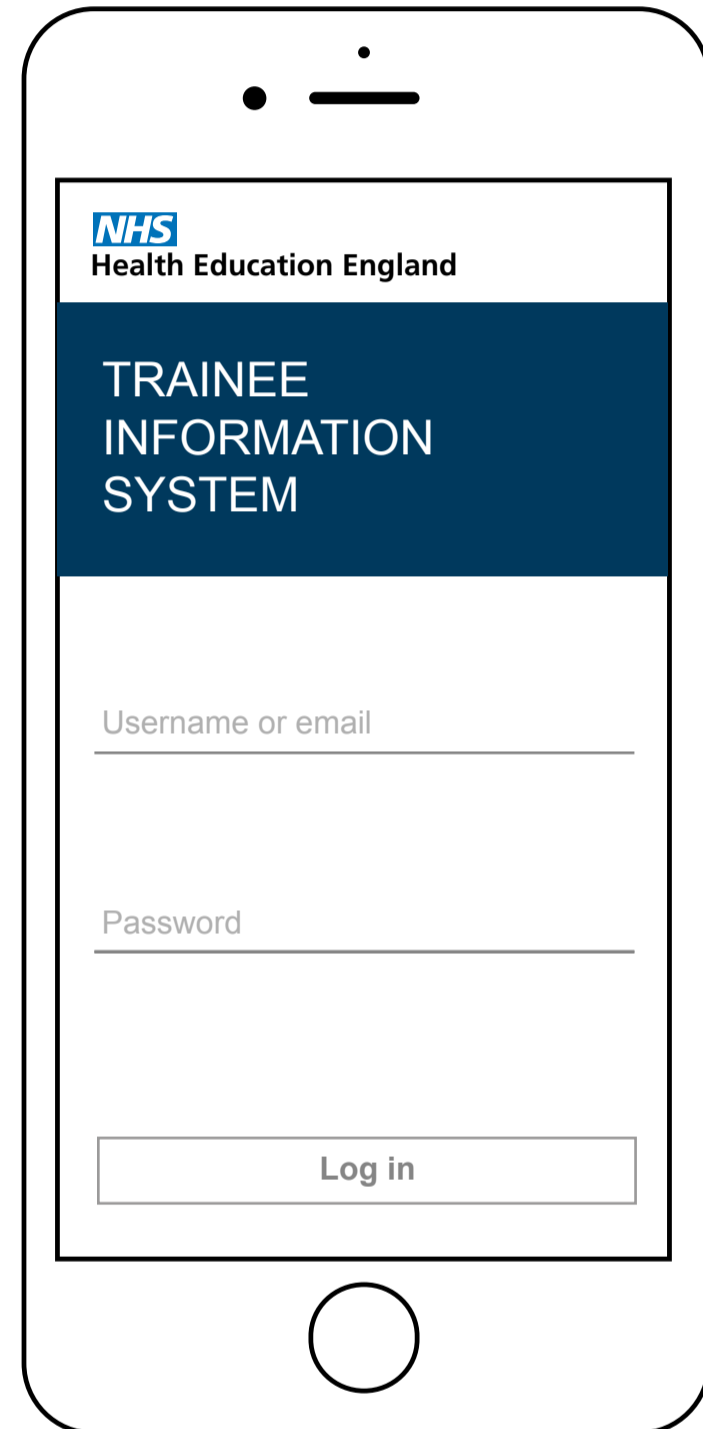 NHS
Health Education England
TRAINEE
INFORMATION
SYSTEM
Username or email
Password
Log in